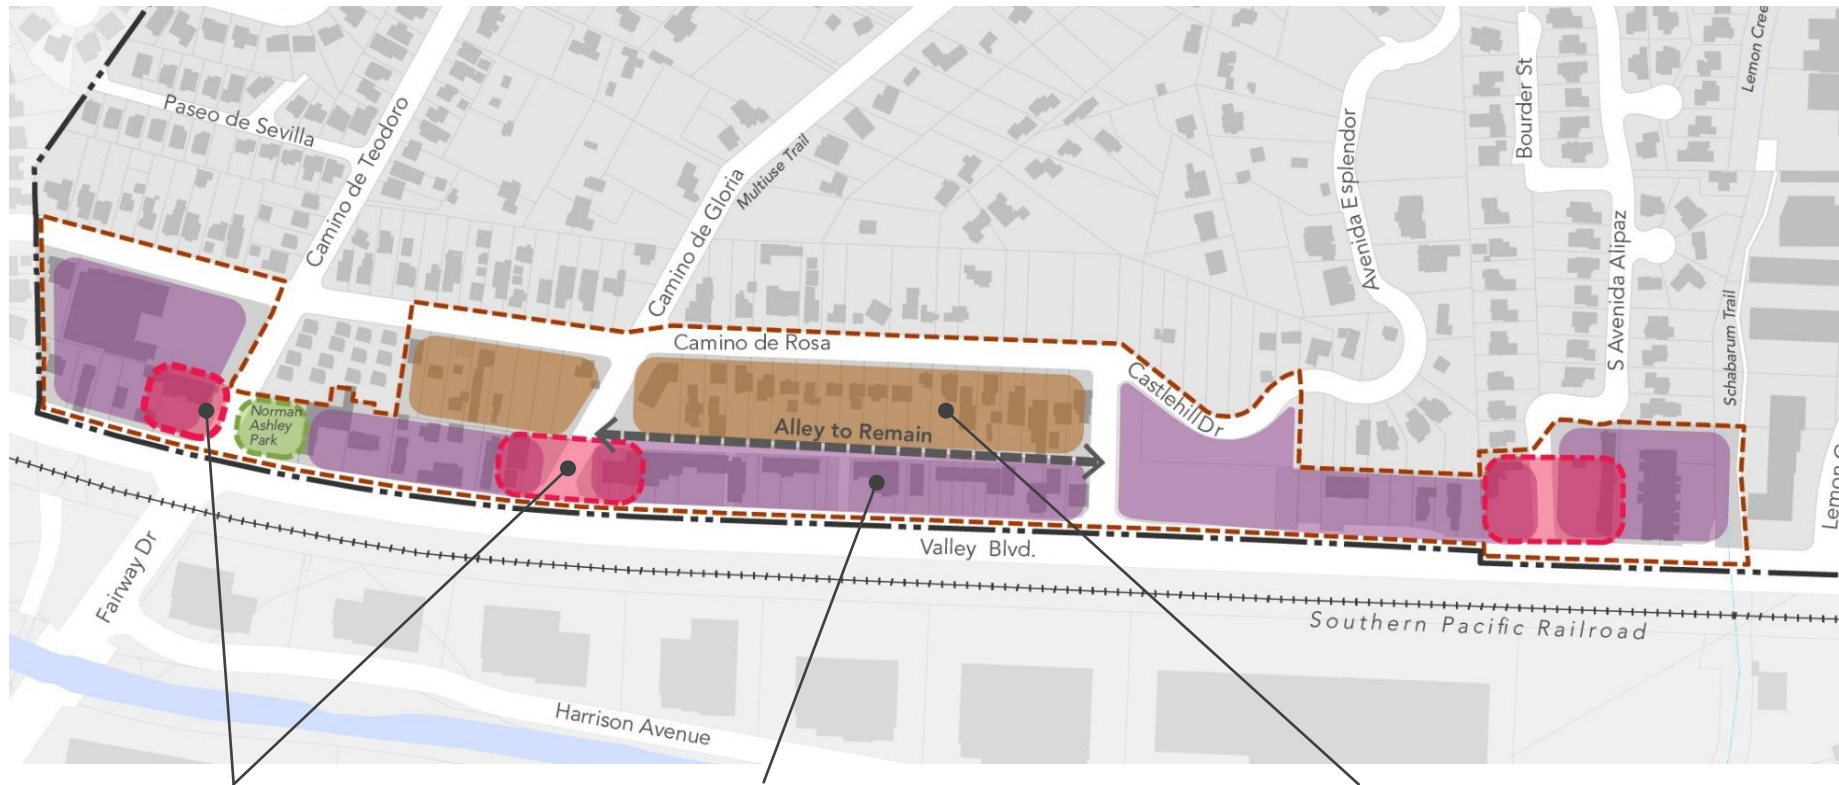 Paseo de Sevilla
Camino de Teodoro
Camino de Gloria
Multiuse Trail
Avenida Esplendor
Bourder St
S Avenida Alipaz
Lemon Cree
Schabarum Trail
Lemon C
Camino de Rosa
Castlehill Dr
Norman
Ashley
Park
Alley to Remain
Valley Blvd.
Fairway Dr
Southern Pacific Railroad
Harrison Avenue